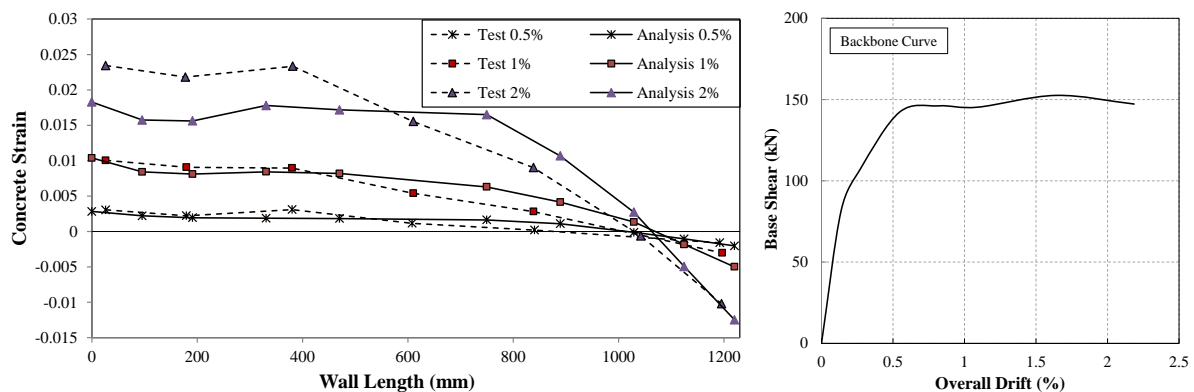 0.03
0.025
0.02
0.015
0.01
0.005
0
-0.005
-0.01
-0.015
Concrete Strain
Test 0.5% Analysis 0.5%
Test 1% Analysis 1%
Test 2% Analysis 2%
0 200 400 600 800 1000 1200
Wall Length (mm)
200
150
100
50
0
Base Shear (kN)
Backbone Curve
0 0.5 1 1.5 2 2.5
Overall Drift (%)